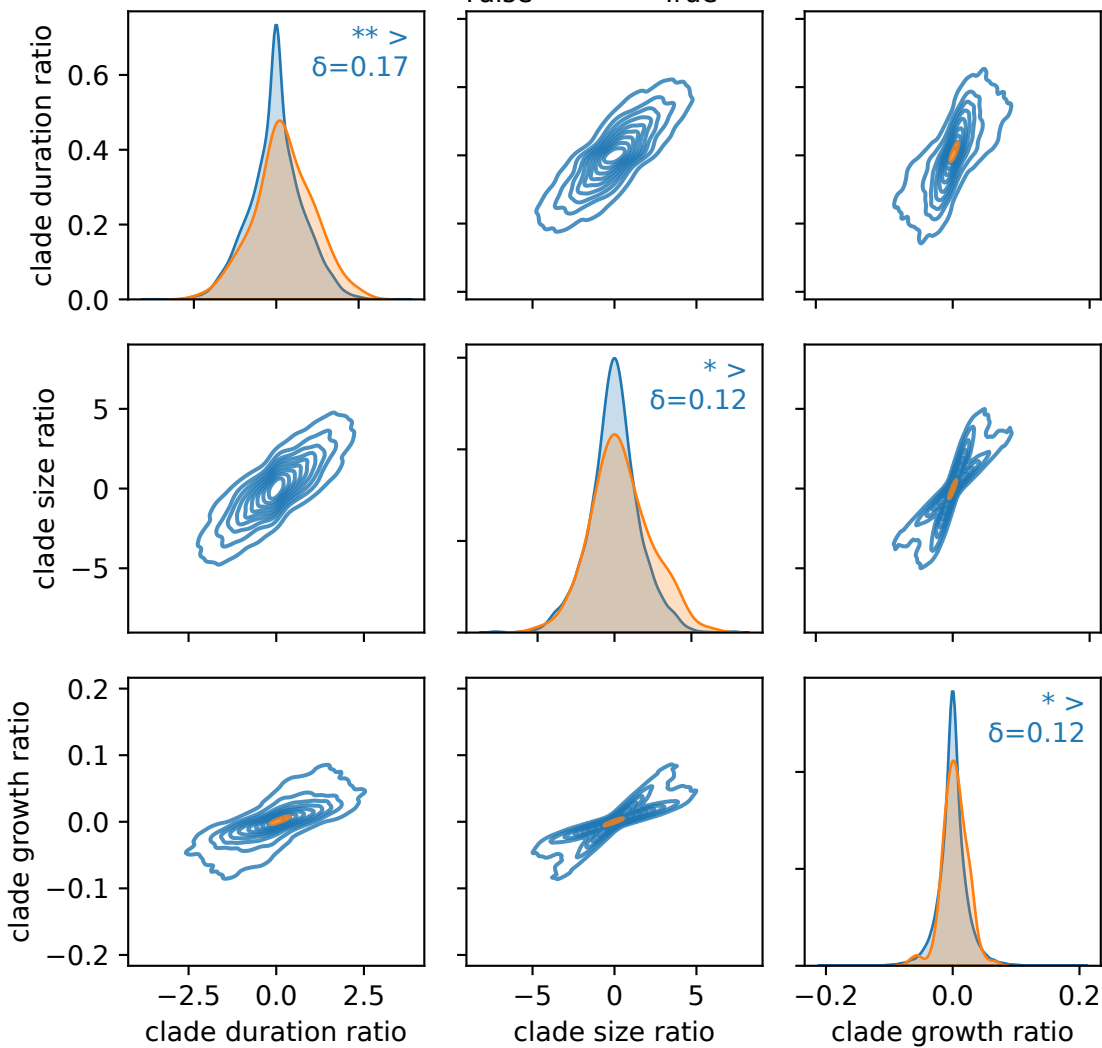 False True
clade duration ratio
0.6
0.4
0.2
0.0
** >
δ=0.17
clade size ratio
5
0
−5
* >
δ=0.12
clade growth ratio
0.2
0.1
0.0
−0.1
−0.2
* >
δ=0.12
−2.5 0.0 2.5
−5 0 5
−0.2 0.0 0.2
clade duration ratio
clade size ratio
clade growth ratio